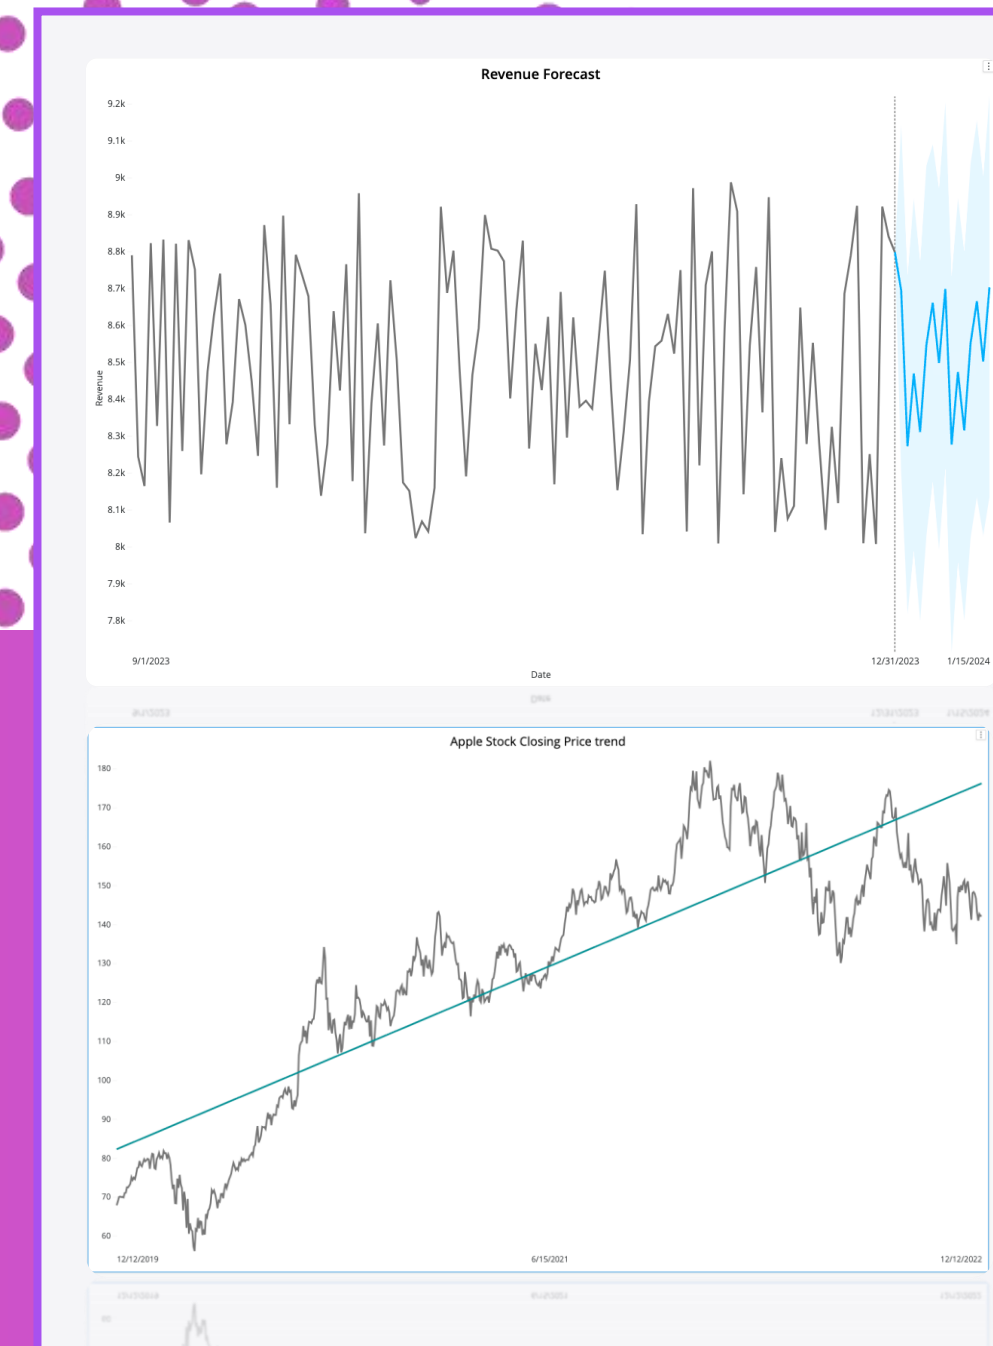 Revenue Forecast
9.2k
9.1k
9k
8.9k
8.8k
8.7k
8.6k
8.5k
8.4k
8.3k
8.2k
8.1k
8k
7.9k
7.8k
Revenue
9/1/2023
12/31/2023
1/15/2024
Date
Apple Stock Closing Price trend
180
170
160
150
140
130
120
110
100
90
80
70
60
12/12/2019
6/15/2021
12/12/2022